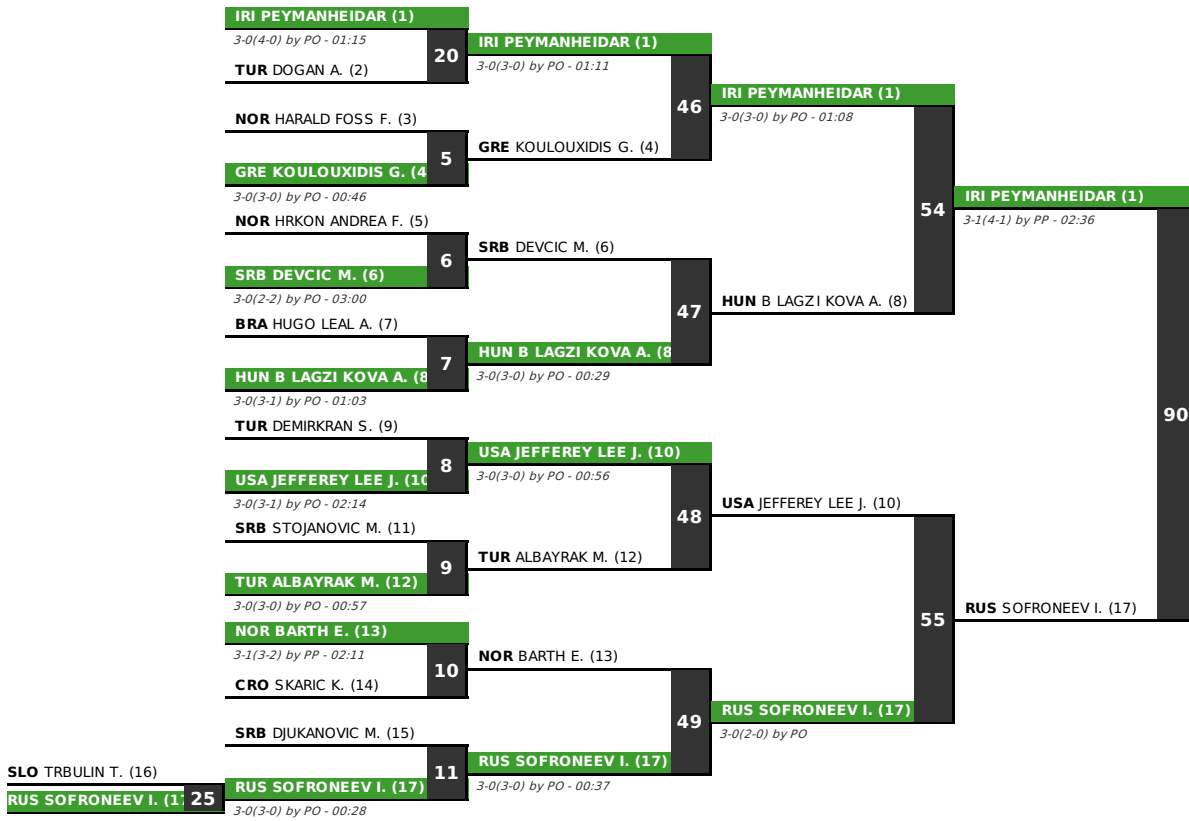 IRI PEYMANHEIDAR (1)
3-0(4-0) by PO - 01:15
TUR DOGAN A. (2)
20
NOR HARALD FOSS F. (3)
GRE KOULOUXIDIS G. (4
5
3-0(3-0) by PO - 00:46
NOR HRKON ANDREA F. (5)
SRB DEVCIC M. (6)
6
3-0(2-2) by PO - 03:00
BRA HUGO LEAL A. (7)
HUN B LAGZI KOVA A. (8
7
3-0(3-1) by PO - 01:03
TUR DEMIRKRAN S. (9)
USA JEFFEREY LEE J. (10
8
3-0(3-1) by PO - 02:14
SRB STOJANOVIC M. (11)
TUR ALBAYRAK M. (12)
9
3-0(3-0) by PO - 00:57
NOR BARTH E. (13)
3-1(3-2) by PP - 02:11
CRO SKARIC K. (14)
10
SRB DJUKANOVIC M. (15)
SLO TRBULIN T. (16)
RUS SOFRONEEV I. (17
25
RUS SOFRONEEV I. (17)
11
3-0(3-0) by PO - 00:28
IRI PEYMANHEIDAR (1)
3-0(3-0) by PO - 01:11
GRE KOULOUXIDIS G. (4)
46
SRB DEVCIC M. (6)
HUN B LAGZI KOVA A. (8
47
3-0(3-0) by PO - 00:29
USA JEFFEREY LEE J. (10)
3-0(3-0) by PO - 00:56
TUR ALBAYRAK M. (12)
48
NOR BARTH E. (13)
RUS SOFRONEEV I. (17)
49
3-0(3-0) by PO - 00:37
IRI PEYMANHEIDAR (1)
3-0(3-0) by PO - 01:08
HUN B LAGZI KOVA A. (8)
54
USA JEFFEREY LEE J. (10)
RUS SOFRONEEV I. (17)
55
3-0(2-0) by PO
IRI PEYMANHEIDAR (1)
3-1(4-1) by PP - 02:36
RUS SOFRONEEV I. (17)
90